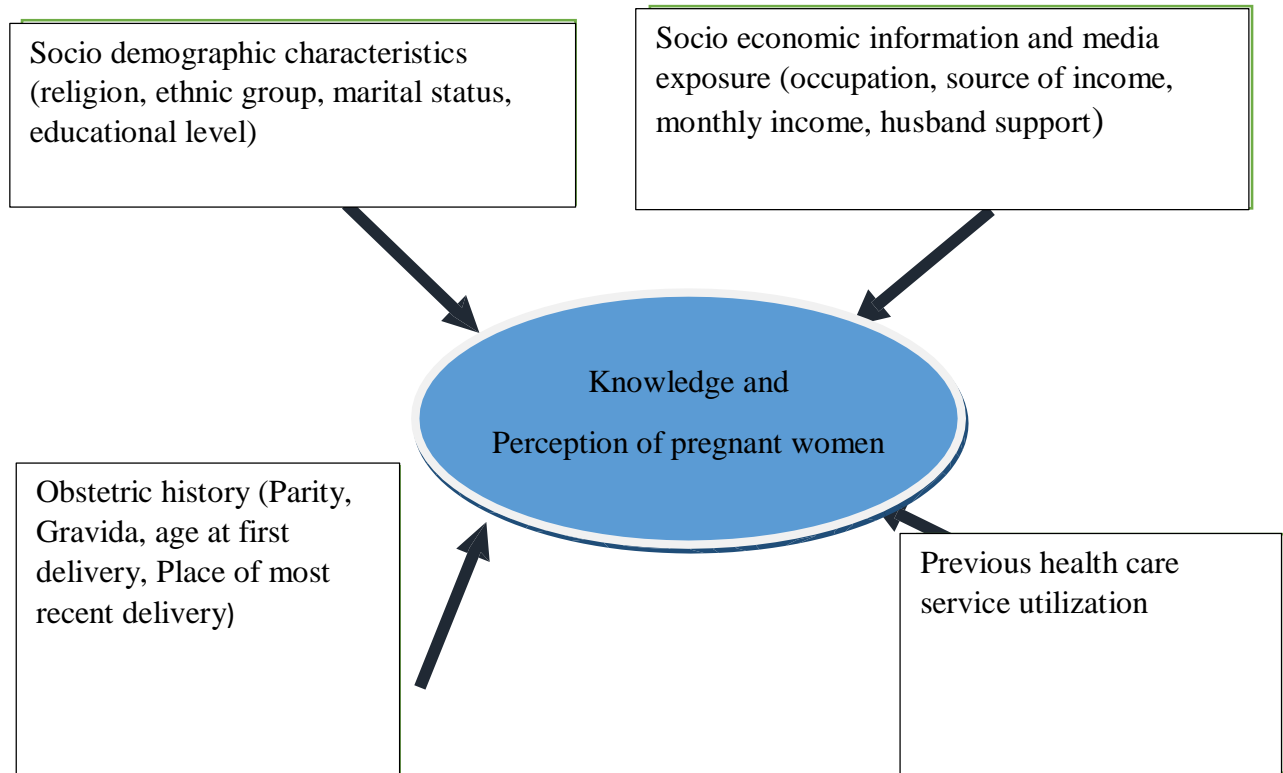 Socio demographic characteristics
(religion, ethnic group, marital status,
educational level)
Socio economic information and media
exposure (occupation, source of income,
monthly income, husband support)
Knowledge and
Perception of pregnant women
Obstetric history (Parity,
Gravida, age at first
delivery, Place of most
recent delivery)
Previous health care
service utilization